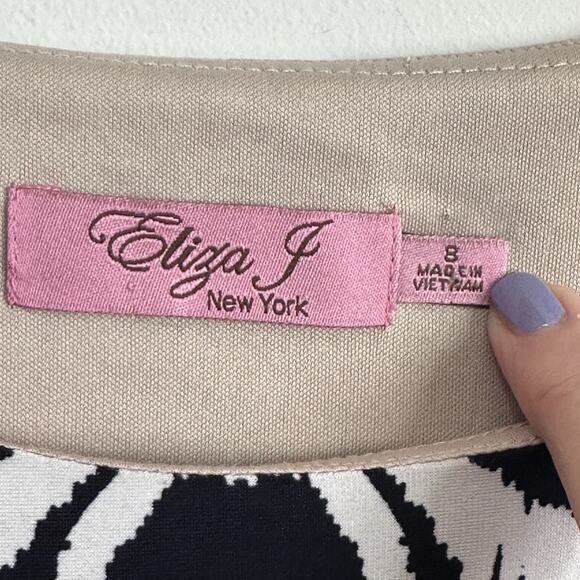 Eliza J
New York
8
MADE IN
VIETNAM